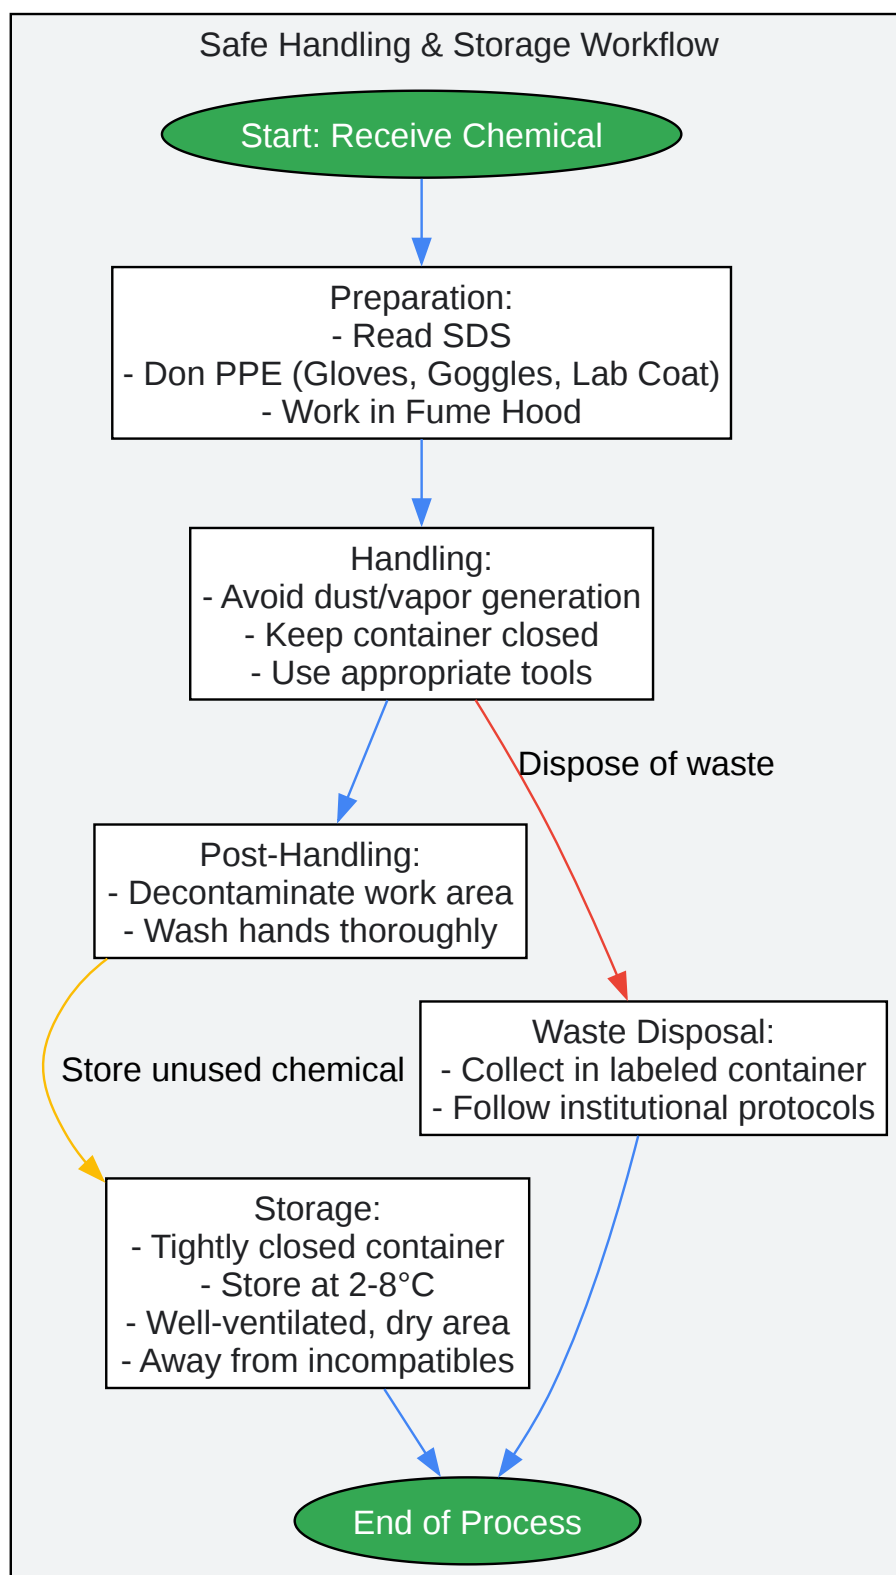 Safe Handling & Storage Workflow
Start: Receive Chemical
Preparation:
- Read SDS
- Don PPE (Gloves, Goggles, Lab Coat)
- Work in Fume Hood
Handling:
- Avoid dust/vapor generation
- Keep container closed
- Use appropriate tools
Dispose of waste
Post-Handling:
- Decontaminate work area
- Wash hands thoroughly
Waste Disposal:
- Collect in labeled container
- Follow institutional protocols
Store unused chemical
Storage:
- Tightly closed container
- Store at 2-8°C
- Well-ventilated, dry area
- Away from incompatibles
End of Process